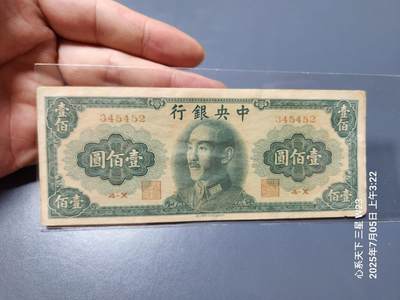 中央銀行
壹佰 345452 345452 壹佰
壹佰圓 壹佰圓
4-X 4-X
壹佰 壹佰
心系天下 三星 W23
2025年7月05日 上午3:22